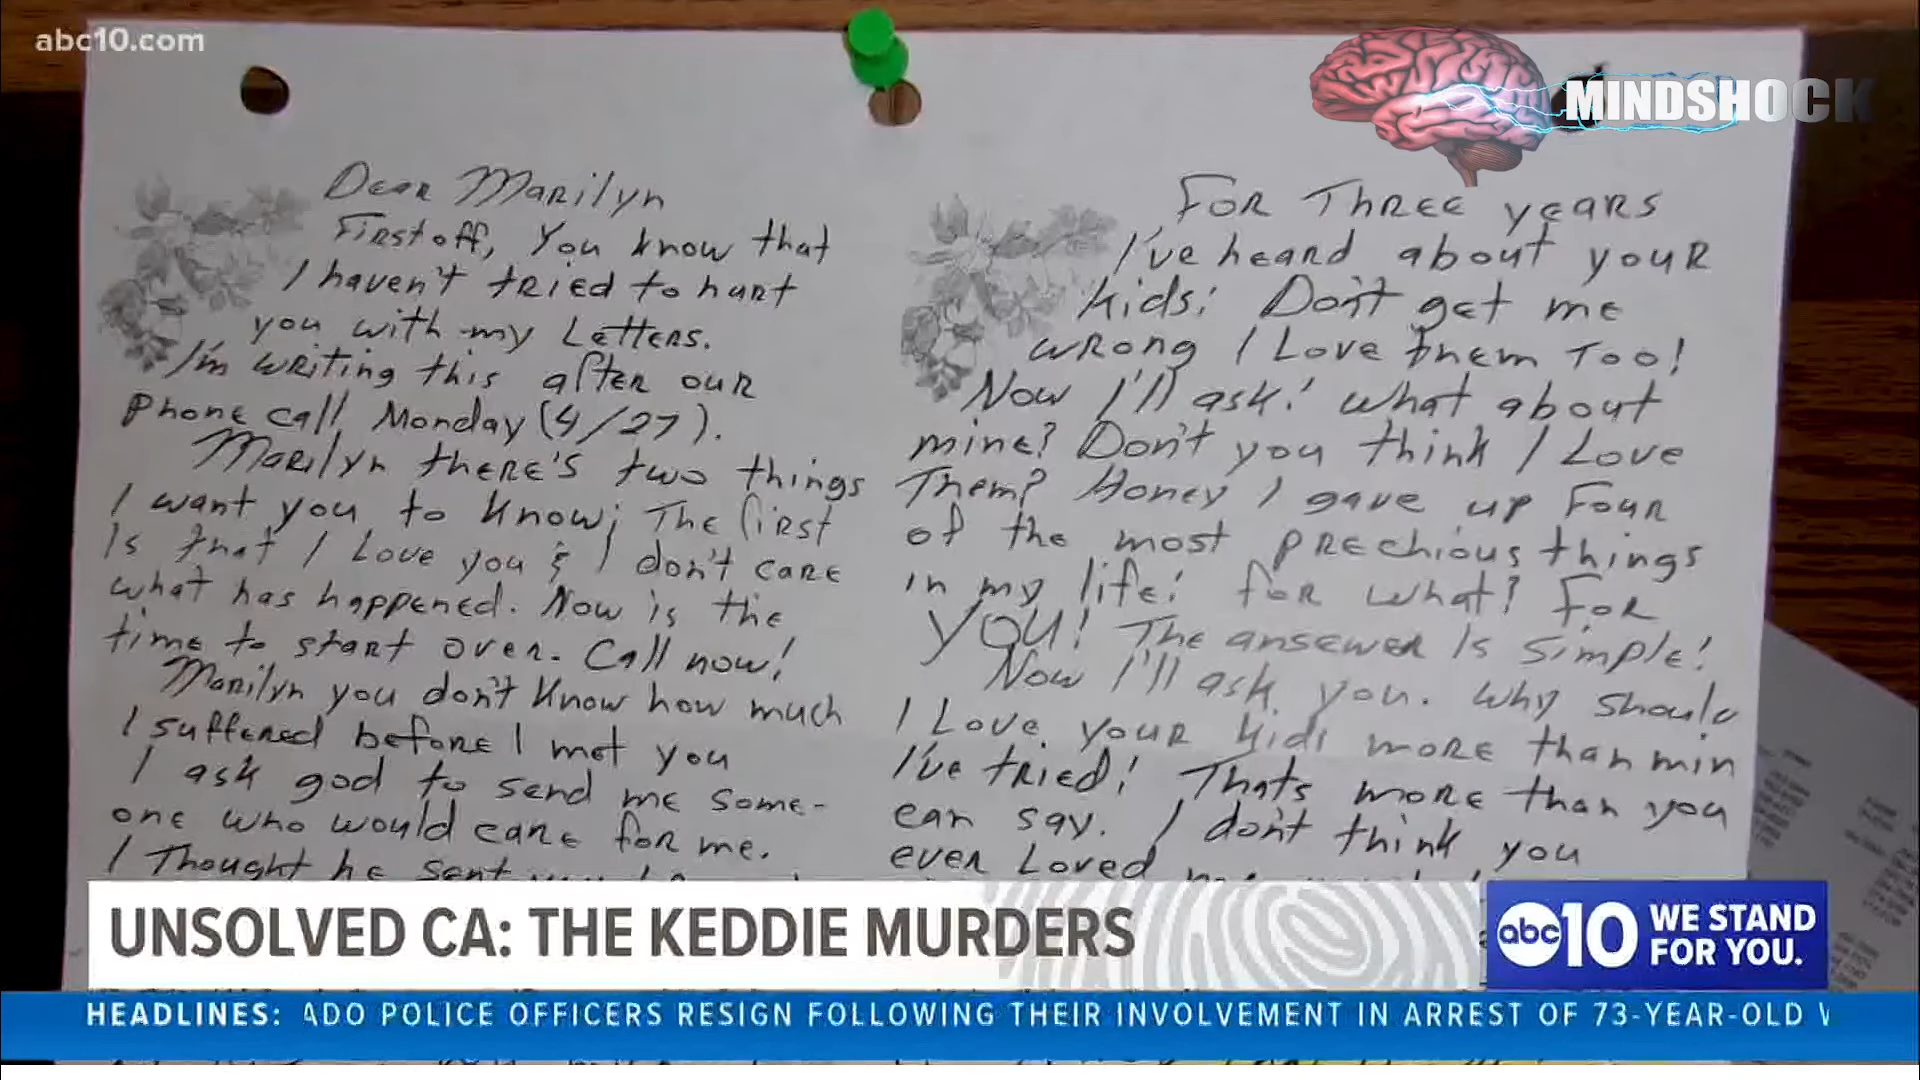 abc10.com
MINDSHOCK
Dear Marilyn
First off, You know that
I haven't tried to hurt
you with my Letters.
I'm writing this after our
phone call Monday (4/27).
Marilyn there's two things
I want you to know; The first
Is that I Love you & I don't care
what has happened. Now is the
time to start over. Call now!
Marilyn you don't know how much
I suffered before I met you
I ask god to send me some-
one who would care for me.
I Thought he sent
For Three years
I've heard about your
kids! Don't get me
wrong I Love them Too!
Now I'll ask! what about
mine? Don't you think I Love
Them? Honey I gave up Four
of the most prechious things
in my life! for what? For
you! The ansewer Is simple!
Now I'll ask you. Why should
I Love your kids more than min
I've tried! Thats more than you
can say. I don't think you
ever Loved
UNSOLVED CA: THE KEDDIE MURDERS
abc10 WE STAND
FOR YOU.
HEADLINES: ADO POLICE OFFICERS RESIGN FOLLOWING THEIR INVOLVEMENT IN ARREST OF 73-YEAR-OLD